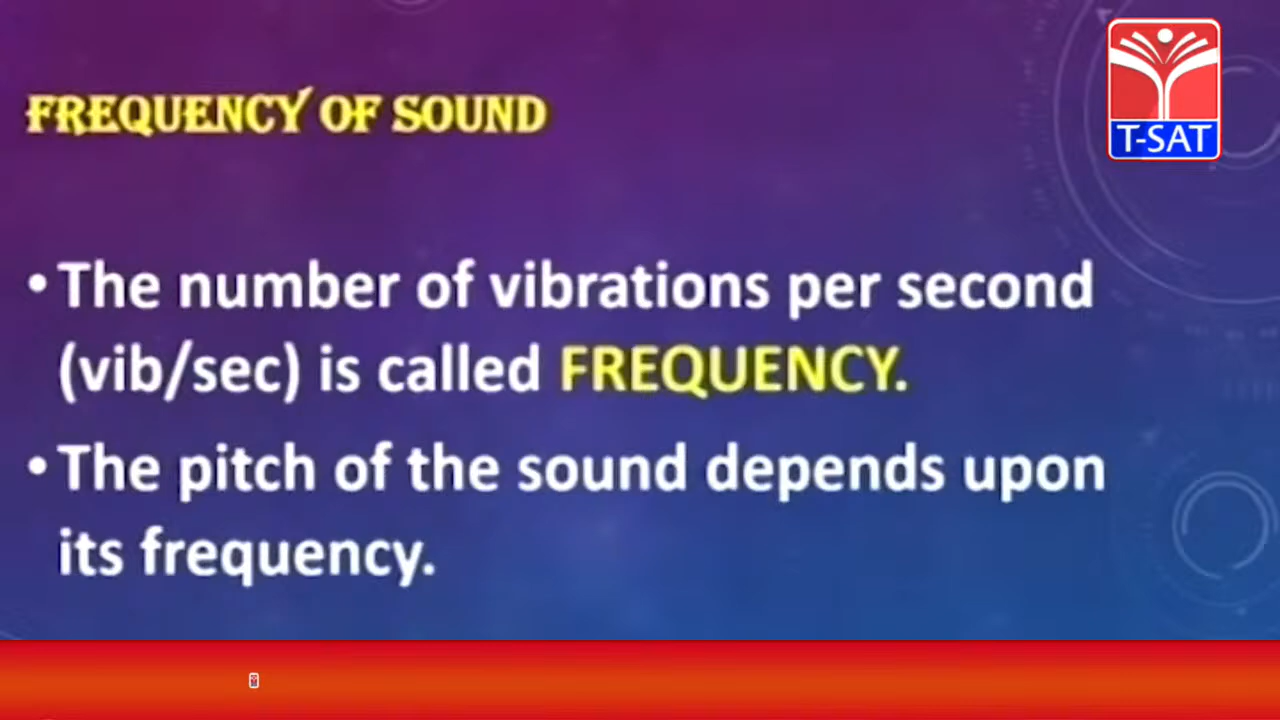 T-SAT
FREQUENCY OF SOUND
• The number of vibrations per second
(vib/sec) is called FREQUENCY.
• The pitch of the sound depends upon
its frequency.